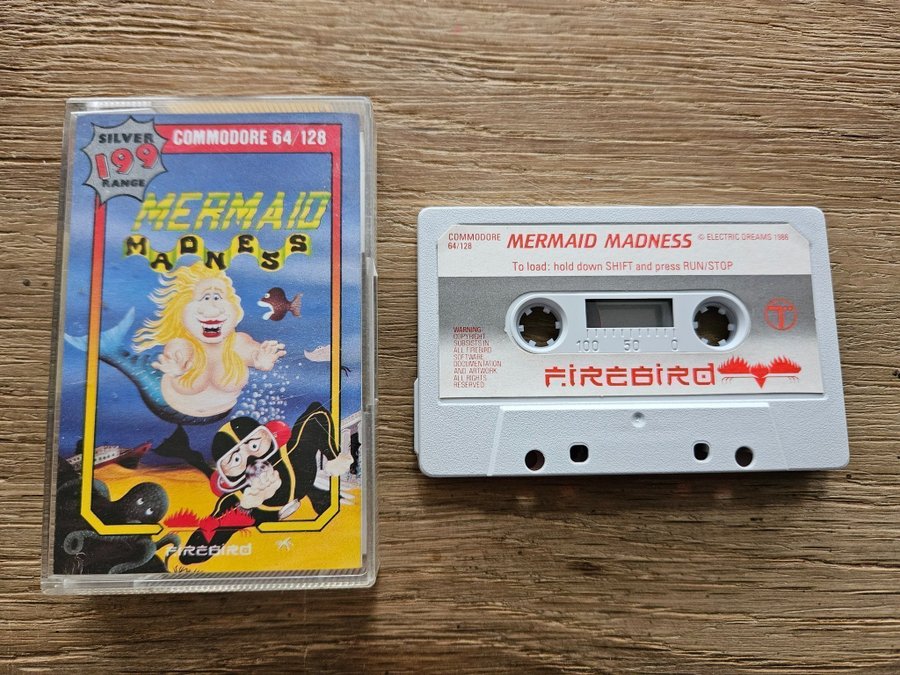 SILVER
199
RANGE
COMMODORE 64/128
MERMAID
MADNESS
FIREBIRD
COMMODORE
64/128
MERMAID MADNESS
© ELECTRIC DREAMS 1986
To load: hold down SHIFT and press RUN/STOP
100 50 0
WARNING:
COPYRIGHT
SUBSISTS IN
ALL FIREBIRD
SOFTWARE,
DOCUMENTATION
AND ARTWORK
ALL RIGHTS
RESERVED
FIREBIRD